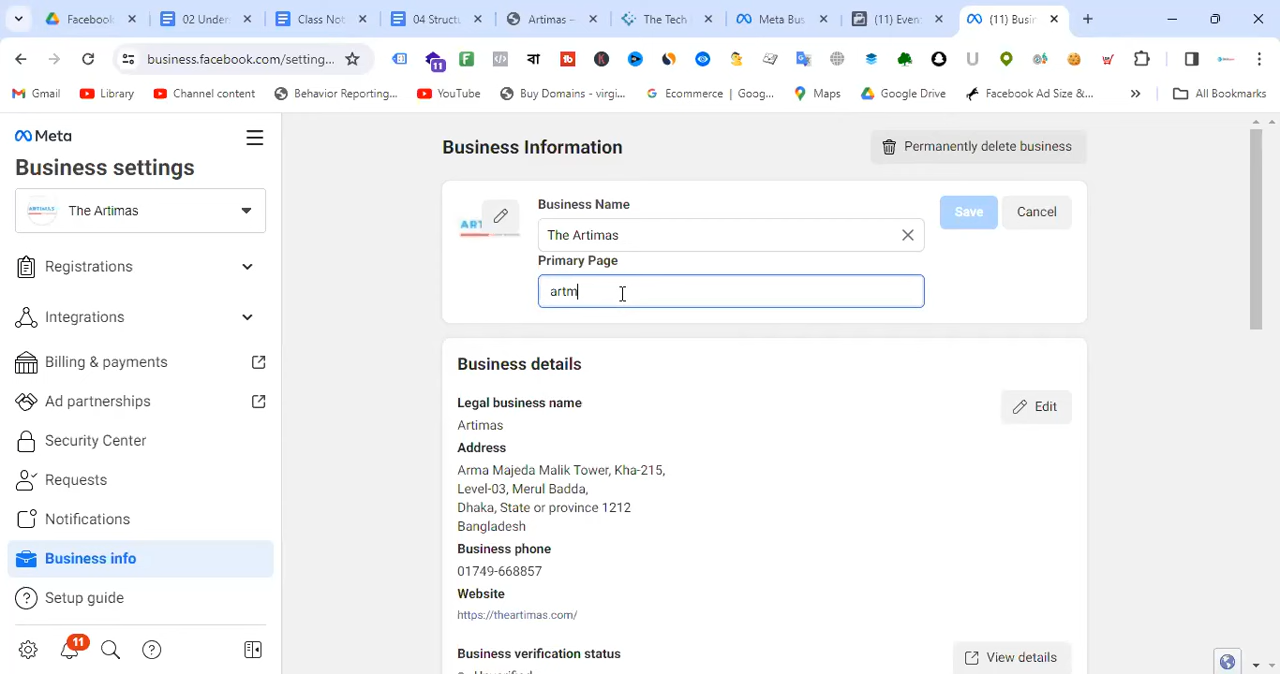 Facebook
02 Under
Class Not
04 Structu
Artimas –
The Tech
Meta Bus
(11) Even
(11) Busin
business.facebook.com/setting...
11
Gmail
Library
Channel content
Behavior Reporting...
YouTube
Buy Domains - virgi...
Ecommerce | Goog...
Maps
Google Drive
Facebook Ad Size &...
»
All Bookmarks
Meta
Business settings
The Artimas
Registrations
Integrations
Billing & payments
Ad partnerships
Security Center
Requests
Notifications
Business info
Setup guide
11
Business Information
Permanently delete business
Business Name
The Artimas
Save
Cancel
Primary Page
artm
Business details
Edit
Legal business name
Artimas
Address
Arma Majeda Malik Tower, Kha-215,
Level-03, Merul Badda,
Dhaka, State or province 1212
Bangladesh
Business phone
01749-668857
Website
https://theartimas.com/
Business verification status
View details